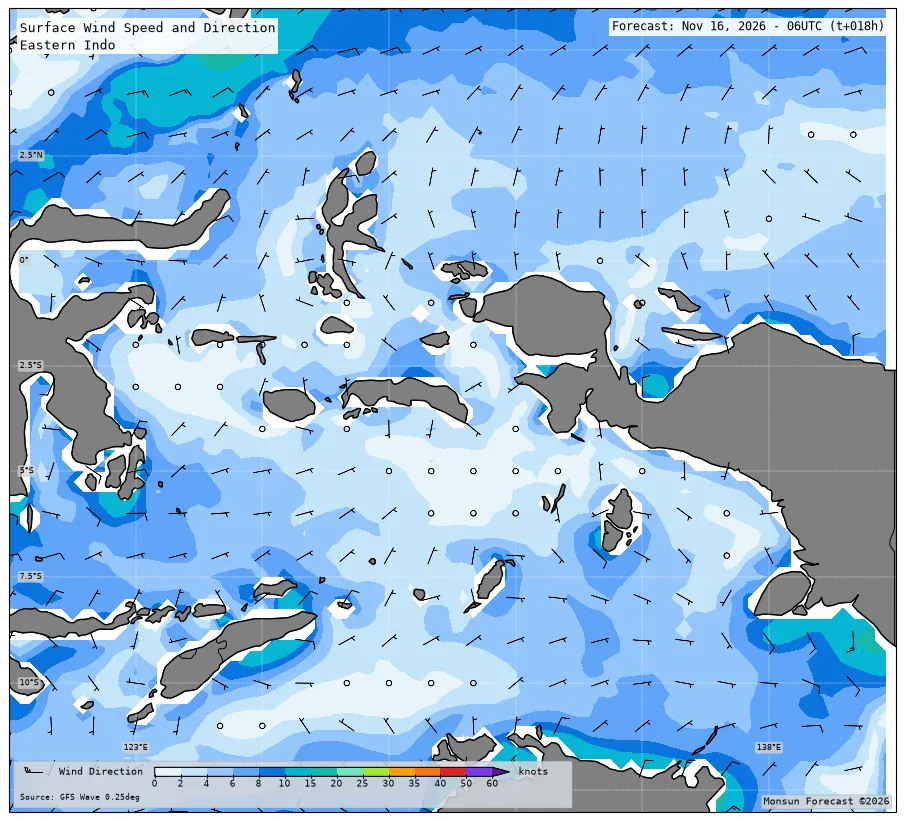 Surface Wind Speed and Direction
Eastern Indo
Forecast: Nov 16, 2026 - 06UTC (t+018h)
2.5°N
0°
2.5°S
5°S
7.5°S
10°S
123°E
138°E
Wind Direction
knots
0 2 4 6 8 10 15 20 25 30 35 40 50 60
Source: GFS Wave 0.25deg
Monsun Forecast ©2026